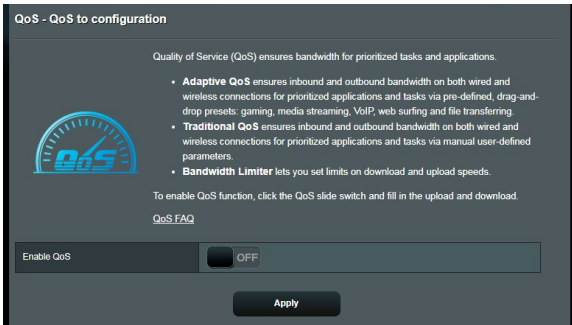 QoS - QoS to configuration
Quality of Service (QoS) ensures bandwidth for prioritized tasks and applications.
• Adaptive QoS ensures inbound and outbound bandwidth on both wired and
wireless connections for prioritized applications and tasks via pre-defined, drag-and-
drop presets: gaming, media streaming, VoIP, web surfing and file transferring.
• Traditional QoS ensures inbound and outbound bandwidth on both wired and
wireless connections for prioritized applications and tasks via manual user-defined
parameters.
• Bandwidth Limiter lets you set limits on download and upload speeds.
QoS
To enable QoS function, click the QoS slide switch and fill in the upload and download.
QoS FAQ
Enable QoS
OFF
Apply